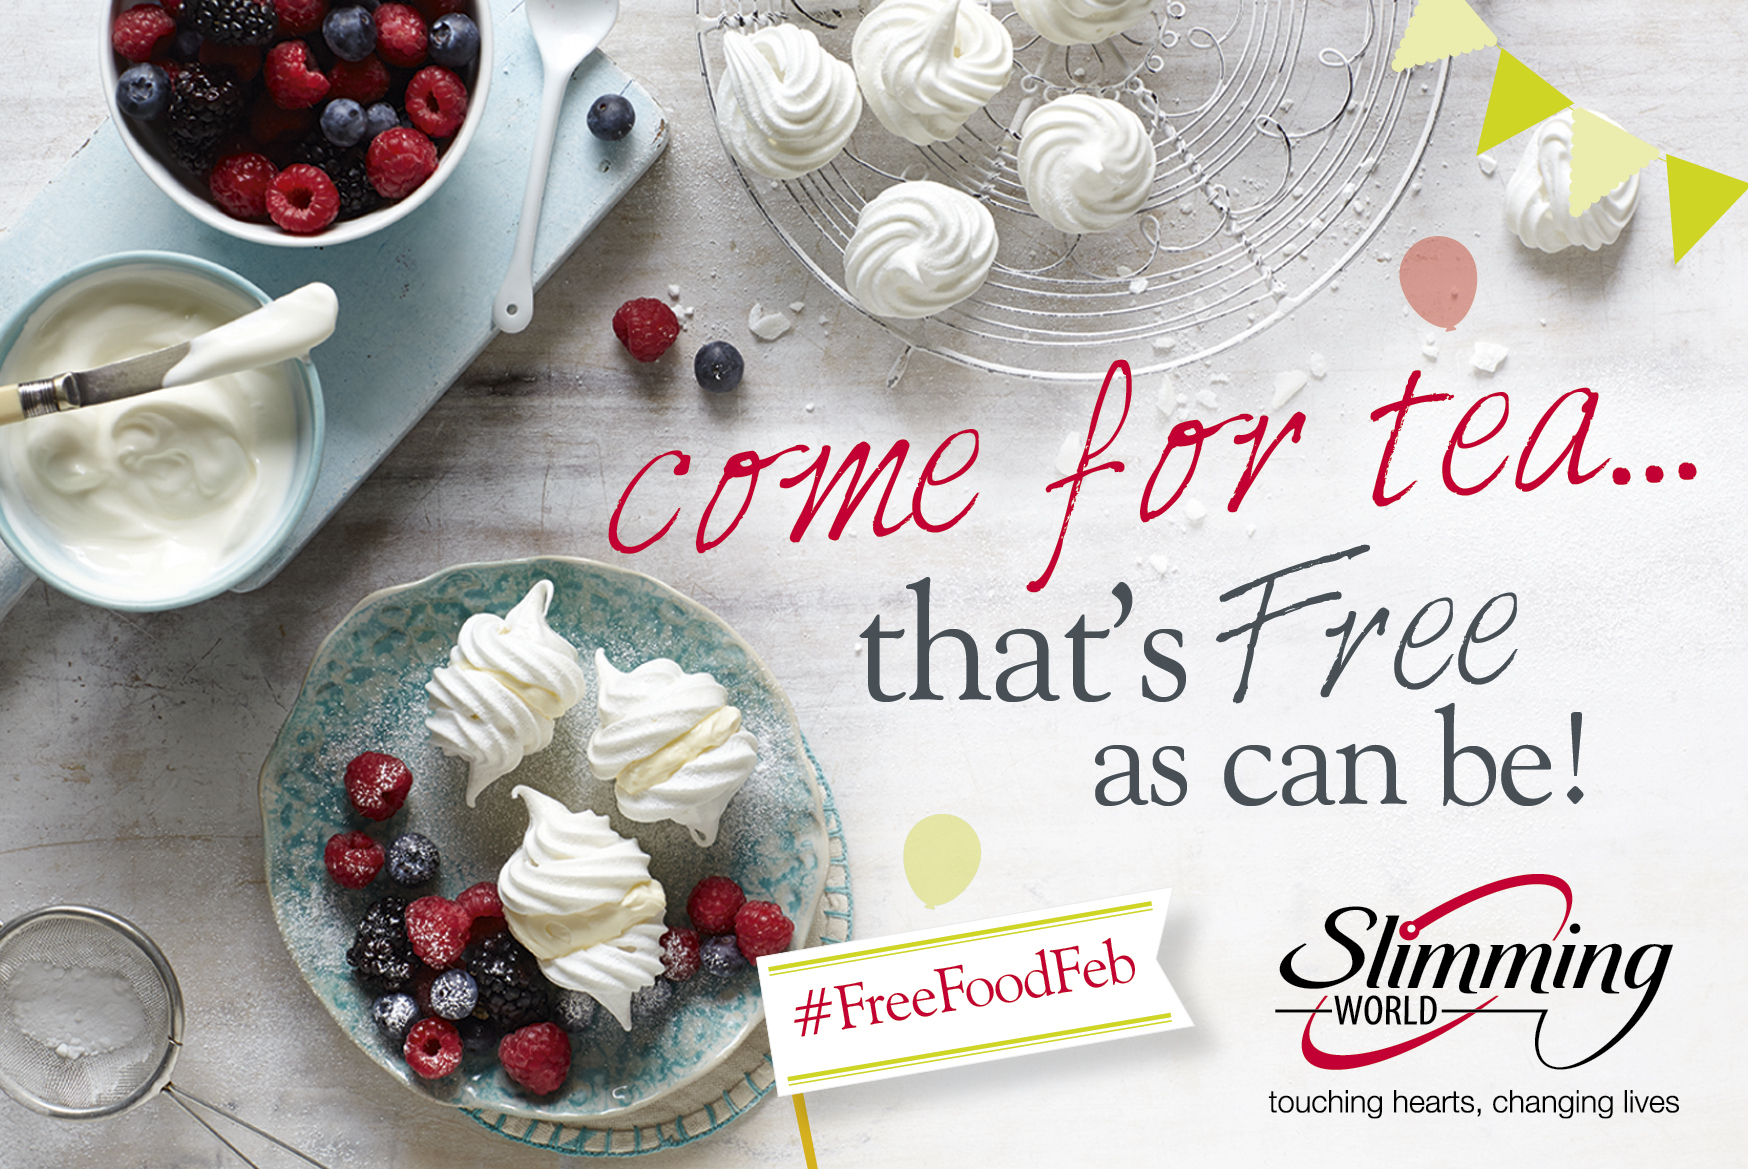 come for tea...
that's Free
as can be!
#FreeFoodFeb
Slimming
WORLD
touching hearts, changing lives